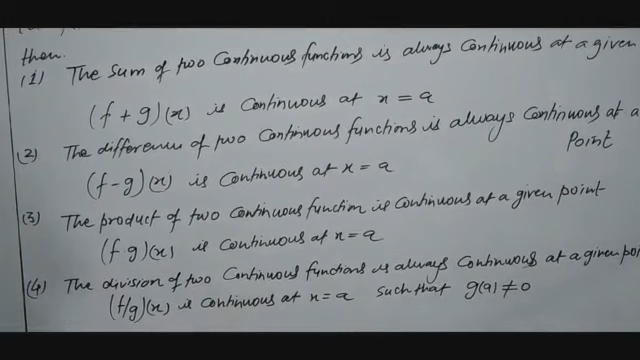 then.
(1) The sum of two Continuous functions is always Continuous at a given
(f + g)(x) is Continuous at x = a
(2) The difference of two Continuous functions is always Continuous at a
Point
(f - g)(x) is Continuous at x = a
(3) The product of two Continuous function is Continuous at a given point
(f g)(x) is Continuous at x = a
(4) The division of two Continuous functions is always Continuous at a given poi
(f/g)(x) is Continuous at x = a such that g(a) ≠ 0